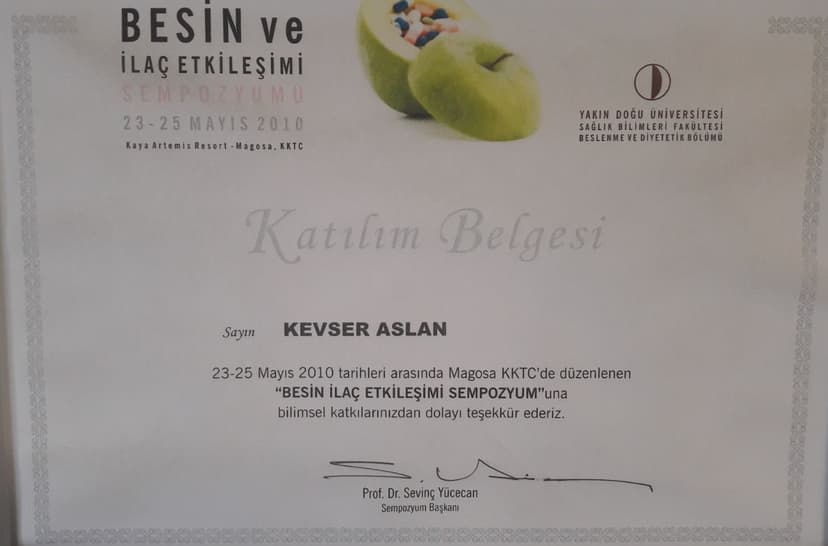 BESİN ve
İLAÇ ETKİLEŞİMİ
SEMPOZYUMU
23-25 MAYIS 2010
Kaya Artemis Resort -Magosa, KKTC
YAKIN DOĞU ÜNİVERSİTESİ
SAĞLIK BİLİMLERİ FAKÜLTESİ
BESLENME VE DİYETETİK BÖLÜMÜ
Katılım Belgesi
Sayın KEVSER ASLAN
23-25 Mayıs 2010 tarihleri arasında Magosa KKTC'de düzenlenen
“BESİN İLAÇ ETKİLEŞİMİ SEMPOZYUM”una
bilimsel katkılarınızdan dolayı teşekkür ederiz.
Prof. Dr. Sevinç Yücecan
Sempozyum Başkanı